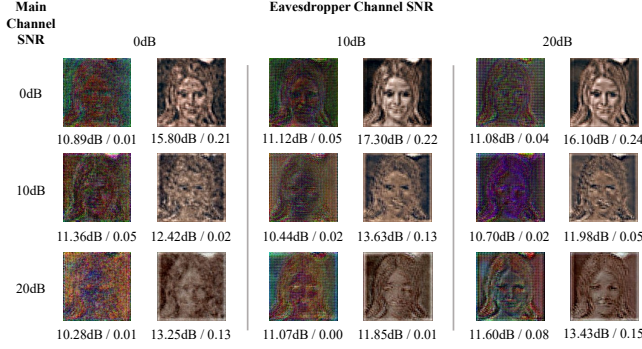 Main
Channel
SNR
Eavesdropper Channel SNR
0dB 10dB 20dB
0dB
10.89dB / 0.01 15.80dB / 0.21 11.12dB / 0.05 17.30dB / 0.22 11.08dB / 0.04 16.10dB / 0.24
10dB
11.36dB / 0.05 12.42dB / 0.02 10.44dB / 0.02 13.63dB / 0.13 10.70dB / 0.02 11.98dB / 0.05
20dB
10.28dB / 0.01 13.25dB / 0.13 11.07dB / 0.00 11.85dB / 0.01 11.60dB / 0.08 13.43dB / 0.15